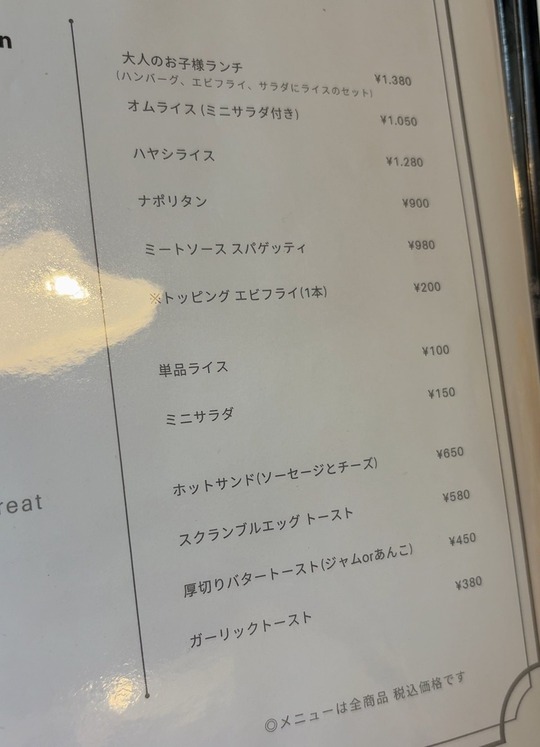 n
大人のお子様ランチ ¥1.380
(ハンバーグ、エビフライ、サラダにライスのセット)
オムライス (ミニサラダ付き) ¥1.050
ハヤシライス ¥1.280
ナポリタン ¥900
ミートソース スパゲッティ ¥980
※トッピング エビフライ(1本) ¥200
単品ライス ¥100
ミニサラダ ¥150
ホットサンド(ソーセージとチーズ) ¥650
reat
スクランブルエッグ トースト ¥580
厚切りバタートースト(ジャムorあんこ) ¥450
ガーリックトースト ¥380
◎メニューは全商品 税込価格です